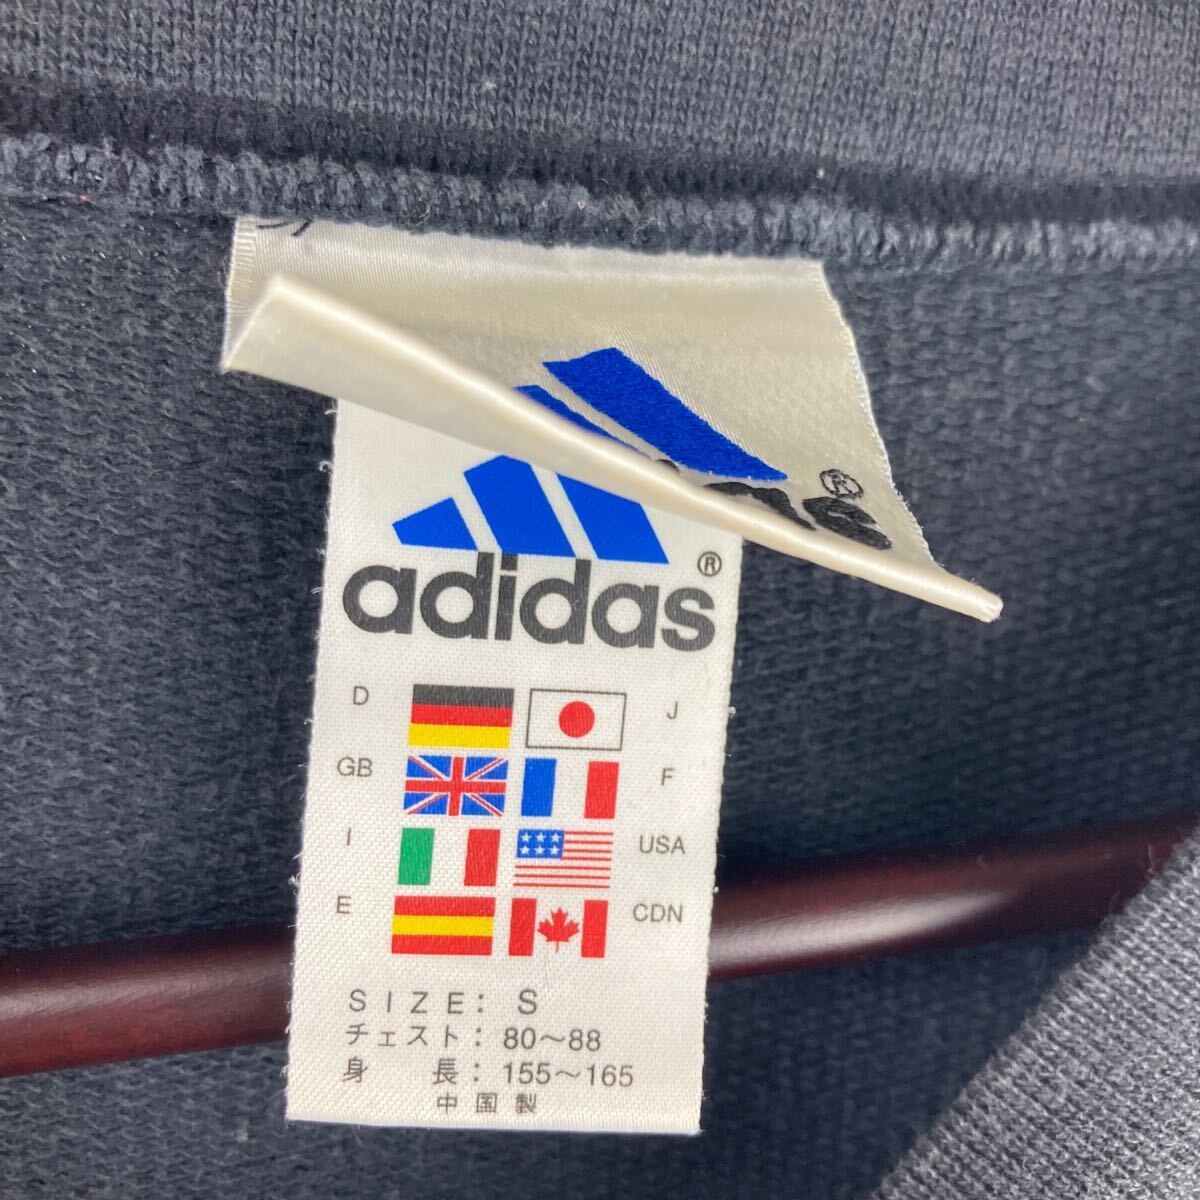 ®
adidas ®
D J
GB F
I USA
E CDN
SIZE: S
チェスト: 80～88
身 長: 155～165
中国製